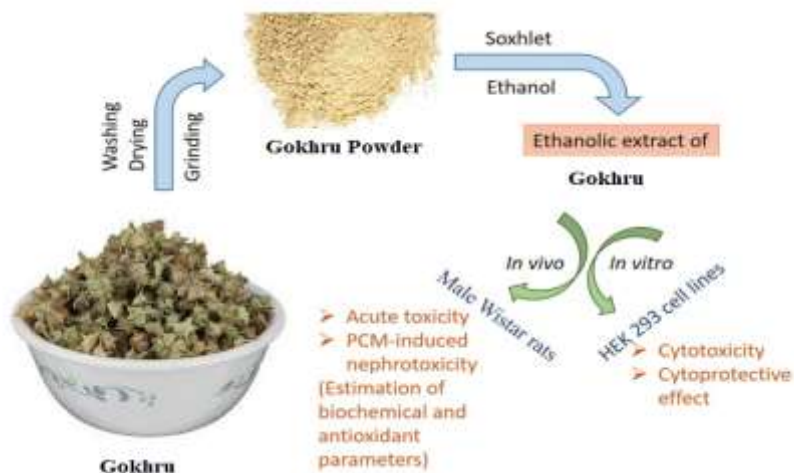 Washing
Drying
Grinding
Gokhru Powder
Soxhlet
Ethanol
Ethanolic extract of
Gokhru
In vivo
In vitro
Male Wistar rats
HEK 293 cell lines
➤ Acute toxicity
➤ PCM-induced
nephrotoxicity
(Estimation of
biochemical and
antioxidant
parameters)
➤ Cytotoxicity
➤ Cytoprotective
effect
Gokhru